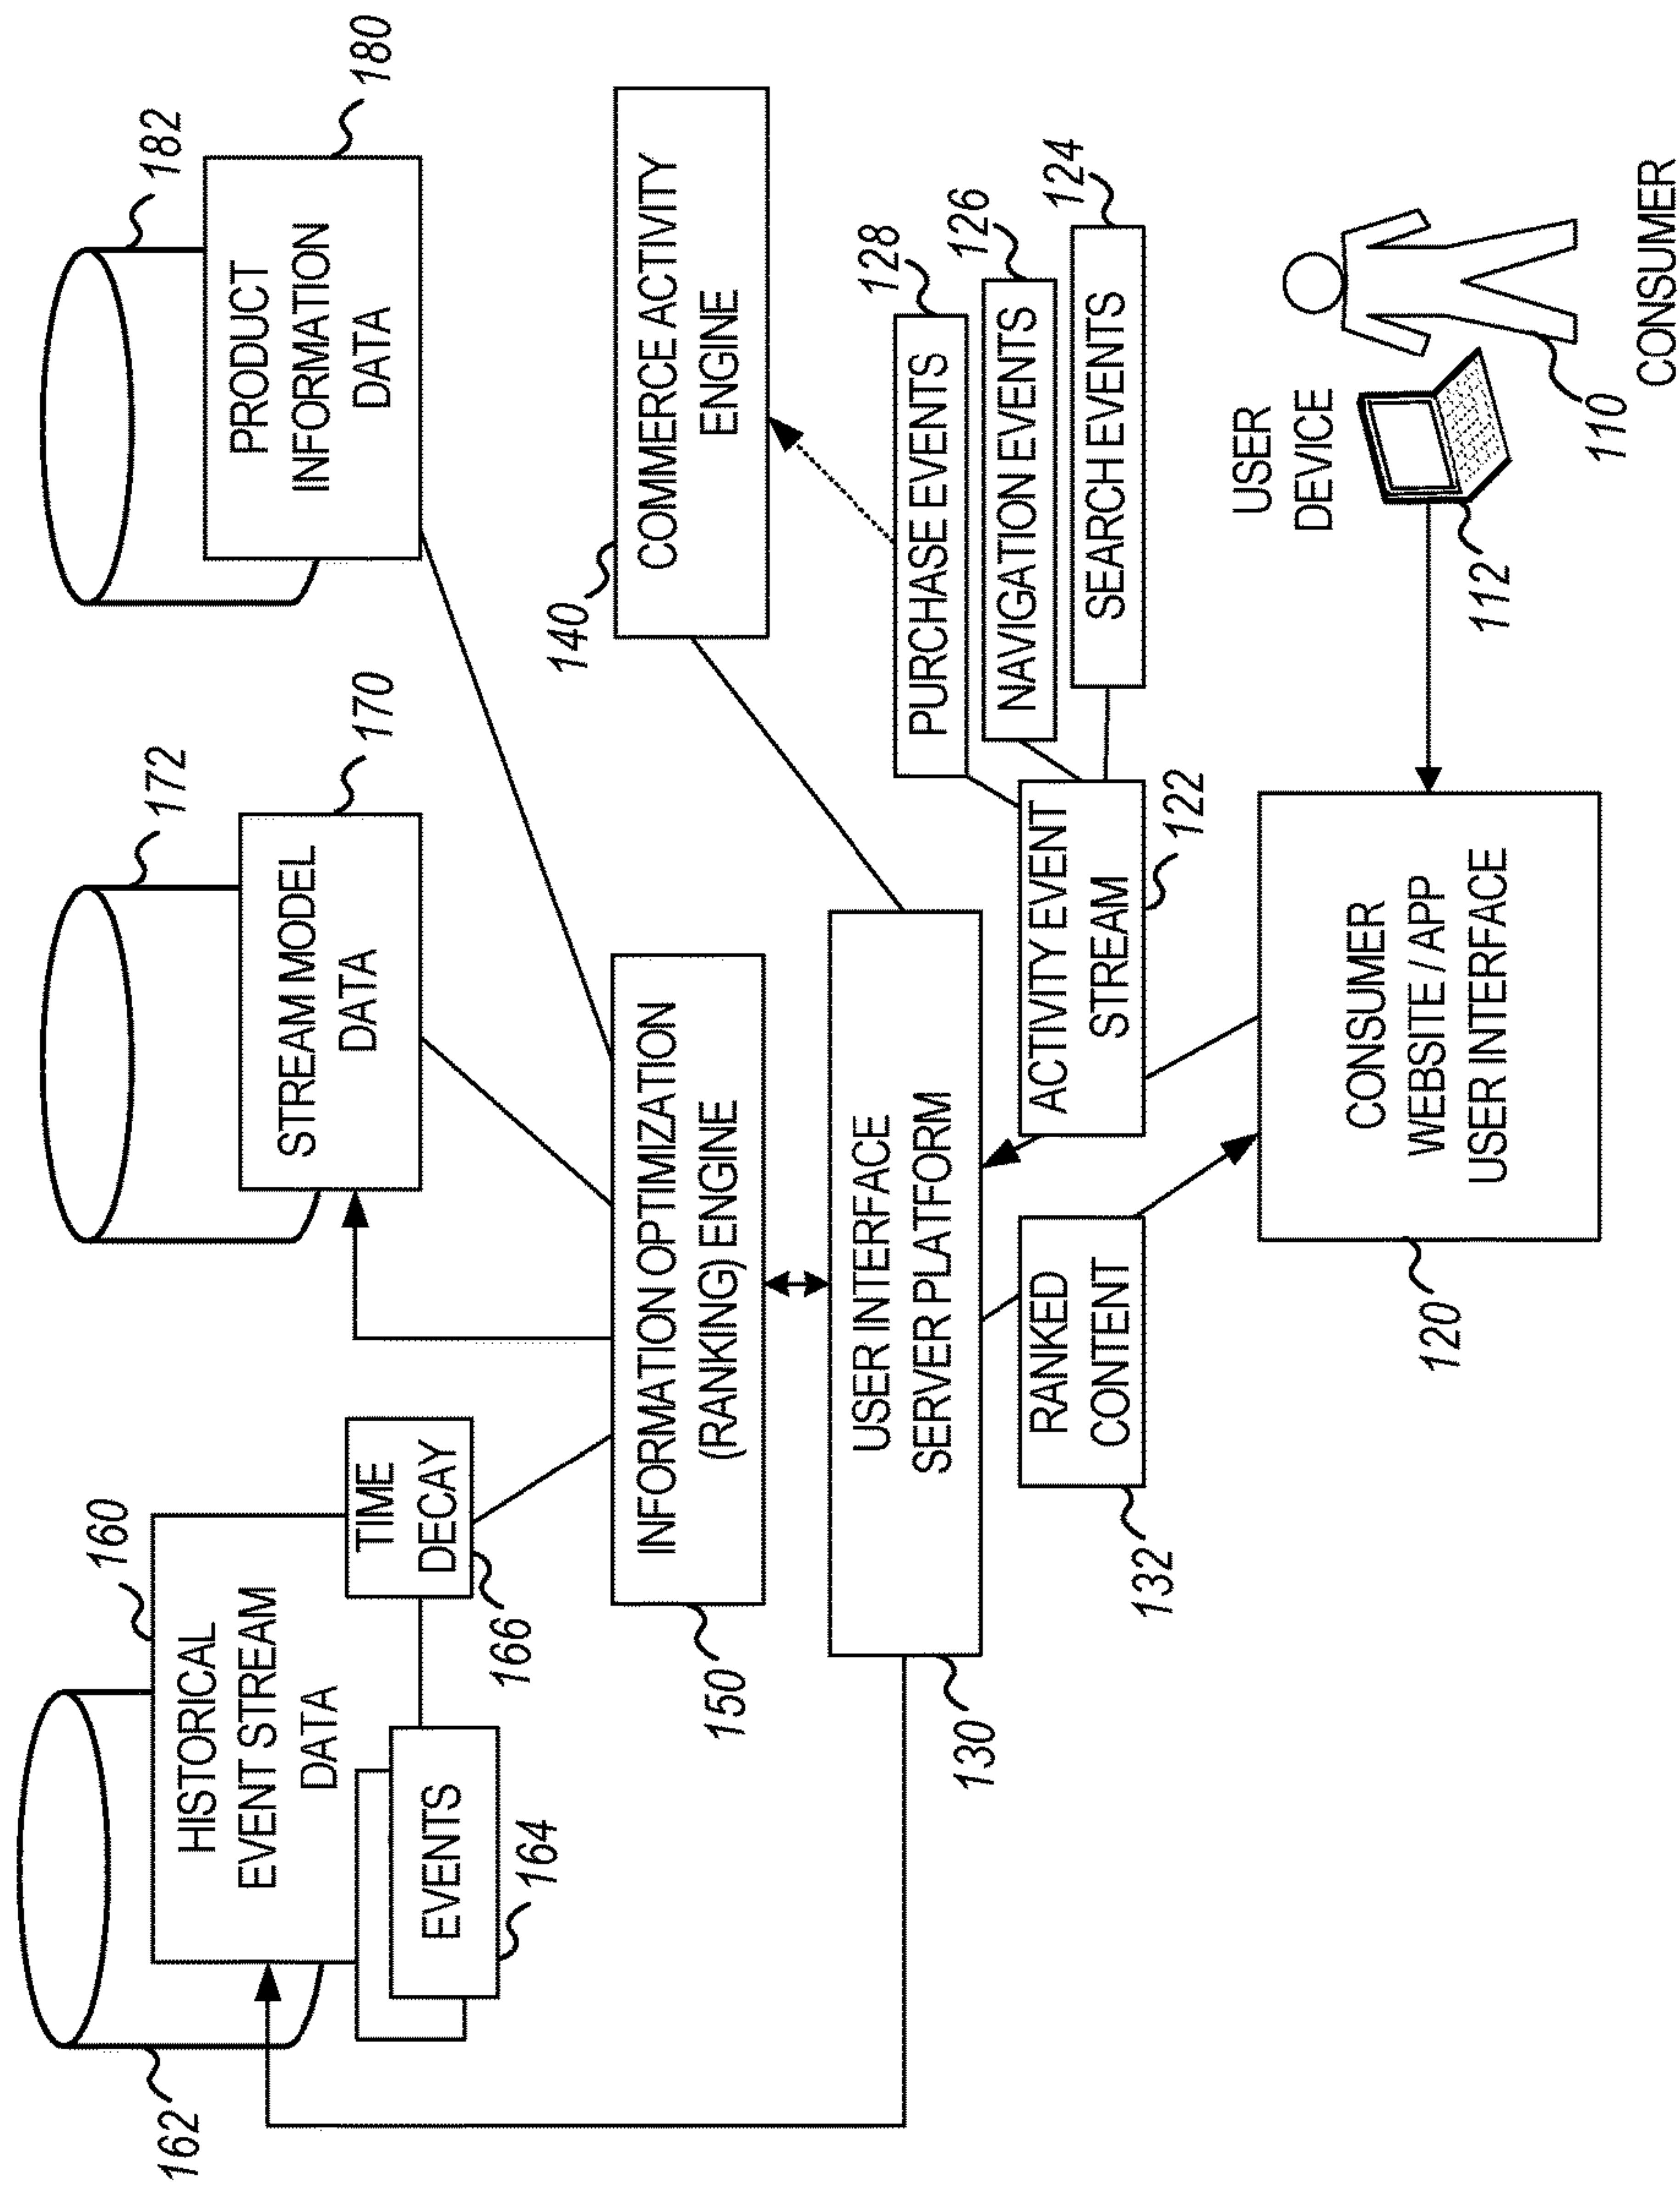 162
160
HISTORICAL
EVENT STREAM
DATA
TIME
DECAY
166
EVENTS
164
172
STREAM MODEL
DATA
170
182
PRODUCT
INFORMATION
DATA
180
INFORMATION OPTIMIZATION
(RANKING) ENGINE
150
140
COMMERCE ACTIVITY
ENGINE
USER INTERFACE
SERVER PLATFORM
130
PURCHASE EVENTS
128
NAVIGATION EVENTS
126
SEARCH EVENTS
124
ACTIVITY EVENT
STREAM
122
RANKED
CONTENT
132
CONSUMER
WEBSITE / APP
USER INTERFACE
120
USER
DEVICE
112
110
CONSUMER